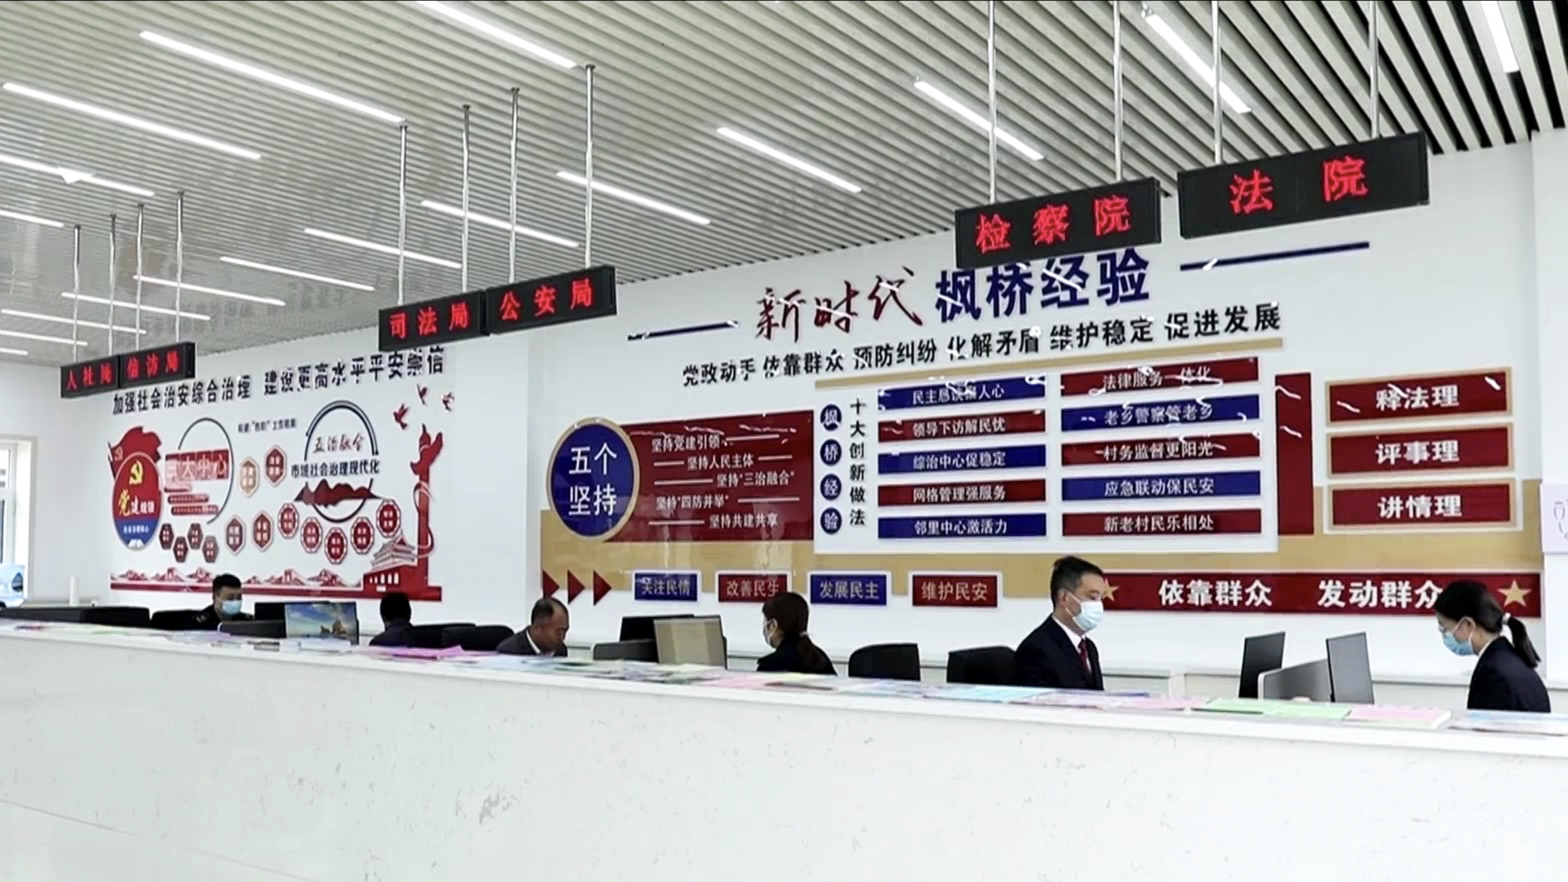 法院
检察院
公安局
司法局
信访局
人社局
加强社会治安综合治理 建设更高水平平安崇信
五治融合
市域社会治理现代化
党建引领
新时代 枫桥经验
党政动手 依靠群众 预防纠纷 化解矛盾 维护稳定 促进发展
五个
坚持
坚持党建引领
坚持人民主体
坚持“三治融合”
坚持“四防并举”
坚持共建共享
枫桥经验
十大创新做法
民主恳谈聚人心
领导下访解民忧
综治中心促稳定
网格管理强服务
邻里中心激活力
法律服务一体化
老乡警察管老乡
村务监督更阳光
应急联动保民安
新老村民乐相处
释法理
评事理
讲情理
关注民情
改善民生
发展民主
维护民安
依靠群众 发动群众